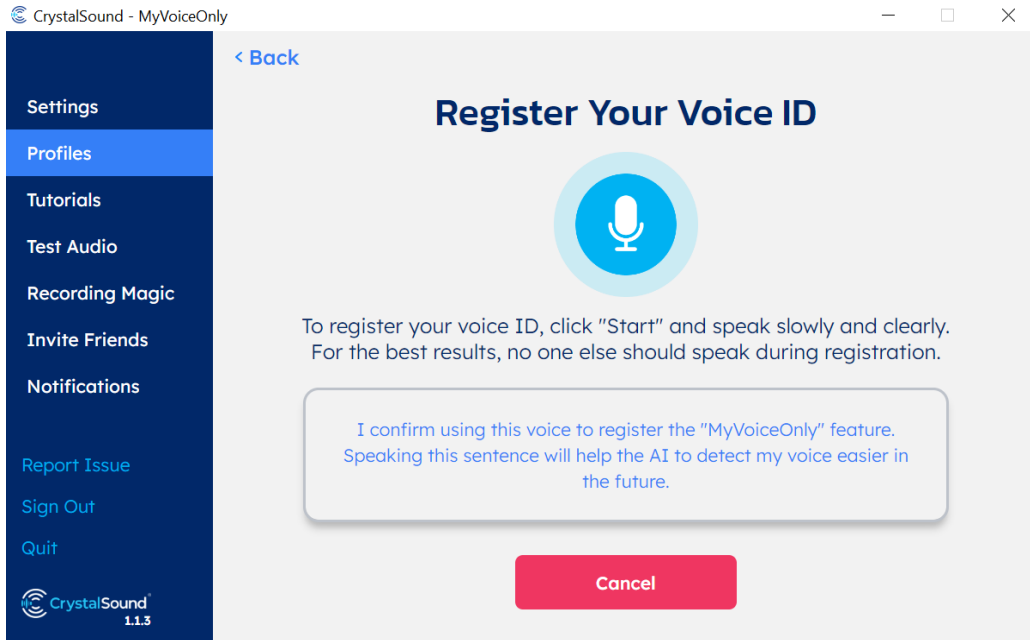 CrystalSound - MyVoiceOnly
Settings
Profiles
Tutorials
Test Audio
Recording Magic
Invite Friends
Notifications
Report Issue
Sign Out
Quit
CrystalSound
1.1.3
< Back
Register Your Voice ID
To register your voice ID, click "Start" and speak slowly and clearly.
For the best results, no one else should speak during registration.
I confirm using this voice to register the "MyVoiceOnly" feature.
Speaking this sentence will help the AI to detect my voice easier in
the future.
Cancel